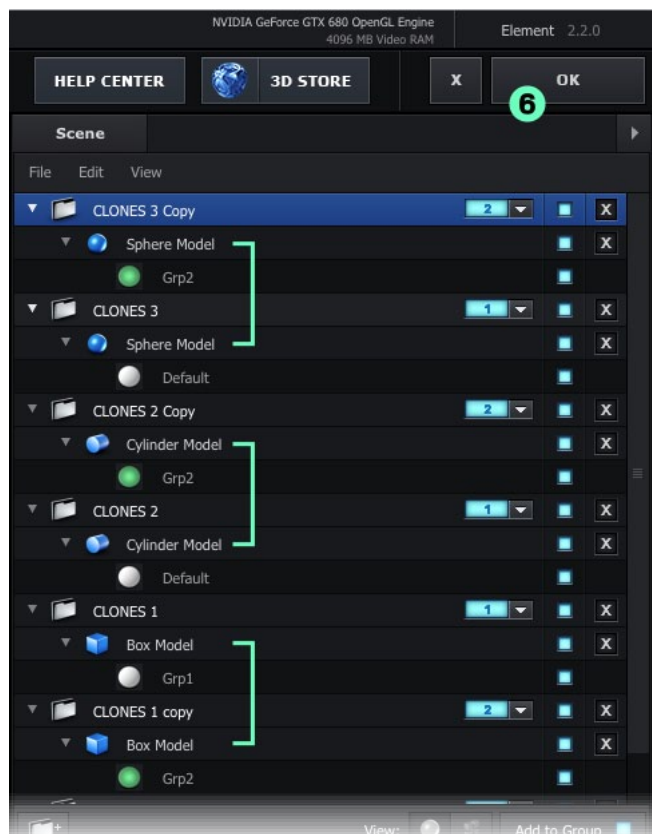 NVIDIA GeForce GTX 680 OpenGL Engine
4096 MB Video RAM
Element 2.2.0
HELP CENTER
3D STORE
X
OK
6
Scene
File Edit View
CLONES 3 Copy 2 X
Sphere Model X
Grp2
CLONES 3 1 X
Sphere Model X
Default
CLONES 2 Copy 2 X
Cylinder Model X
Grp2
CLONES 2 1 X
Cylinder Model X
Default
CLONES 1 1 X
Box Model X
Grp1
CLONES 1 copy 2 X
Box Model X
Grp2
View: Add to Group